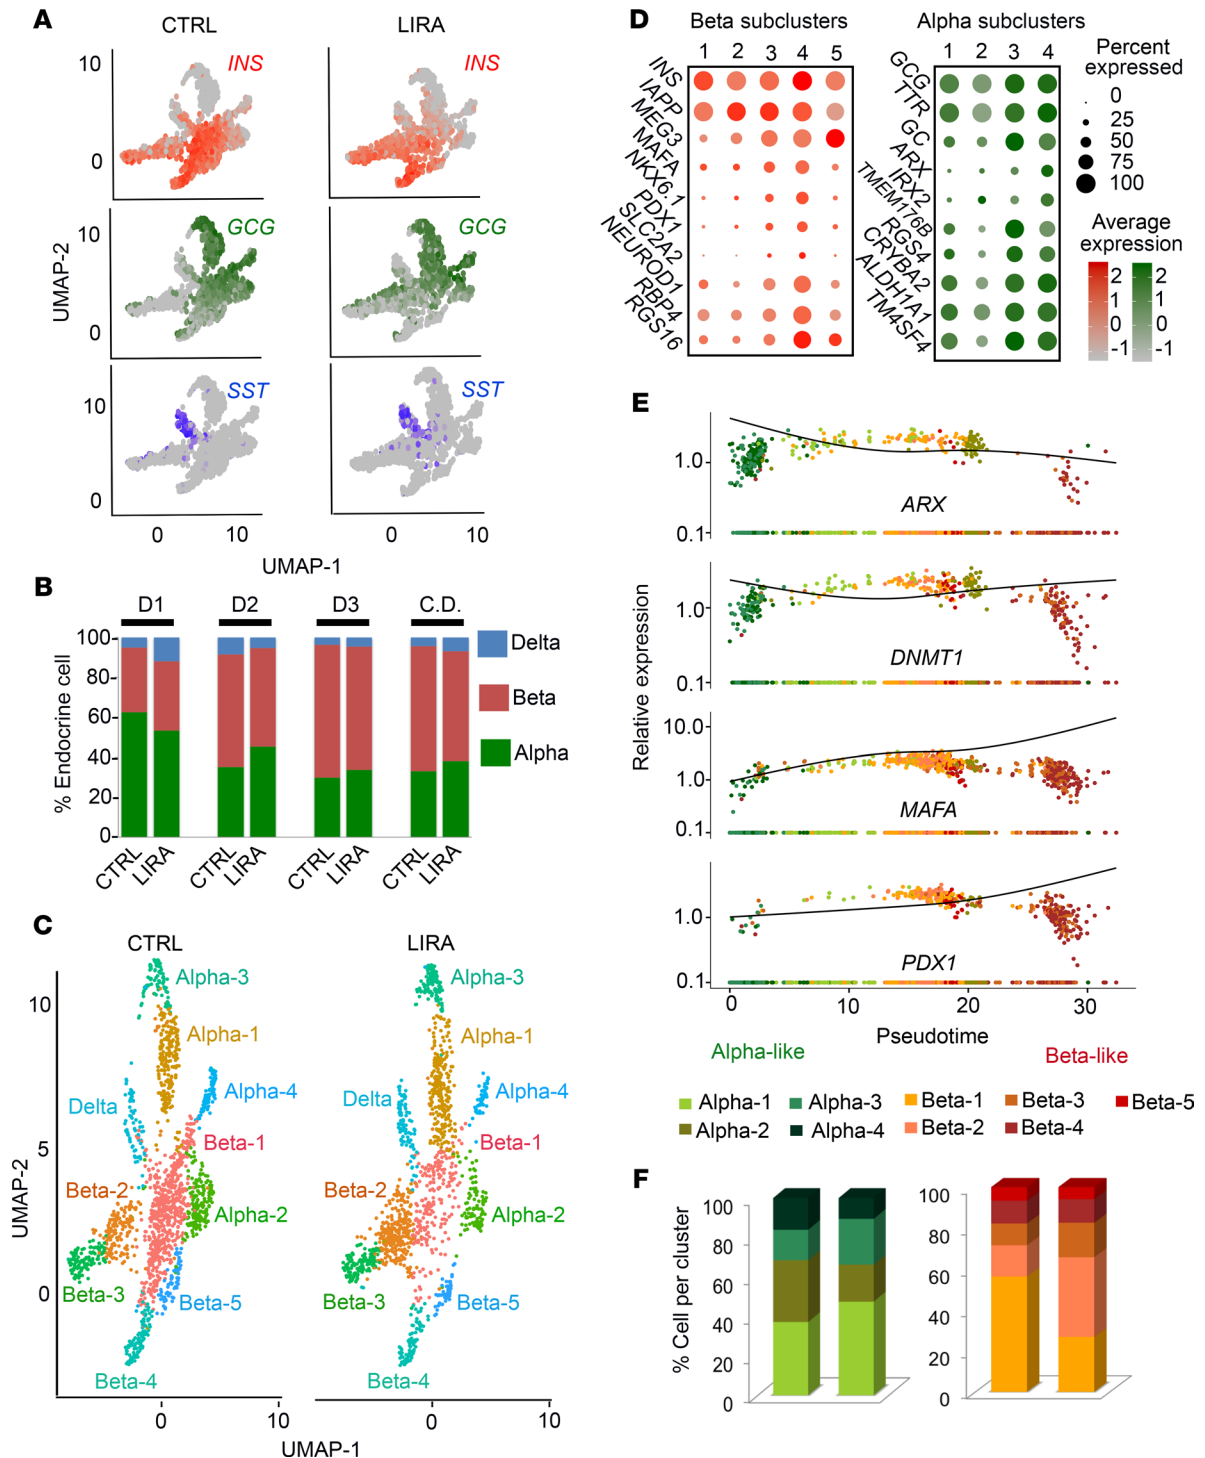 A
CTRL
LIRA
10
0
INS
INS
UMAP-2
10
0
GCG
GCG
10
0
SST
SST
0
10
0
10
UMAP-1
B
D1
D2
D3
C.D.
% Endocrine cell
100
80
60
40
20
0
Delta
Beta
Alpha
CTRL
LIRA
CTRL
LIRA
CTRL
LIRA
CTRL
LIRA
C
CTRL
LIRA
UMAP-2
10
5
0
Alpha-3
Alpha-1
Alpha-4
Delta
Beta-1
Beta-2
Alpha-2
Beta-3
Beta-5
Beta-4
Alpha-3
Alpha-1
Alpha-4
Delta
Beta-1
Beta-2
Alpha-2
Beta-3
Beta-5
Beta-4
0
10
0
10
UMAP-1
D
Beta subclusters
1 2 3 4 5
INS
IAPP
MEG3
MAFA
NKX6.1
PDX1
SLC2A2
NEUROD1
RBP4
RGS16
Alpha subclusters
1 2 3 4
GCG
TTR
GC
ARX
IRX2
TMEM176B
RGS4
CRYBA2
ALDH1A1
TM4SF4
Percent
expressed
0
25
50
75
100
Average
expression
2
1
0
-1
2
1
0
-1
E
Relative expression
1.0
0.1
ARX
1.0
0.1
DNMT1
10.0
1.0
0.1
MAFA
1.0
0.1
PDX1
0
10
20
30
Pseudotime
Alpha-like
Beta-like
Alpha-1
Alpha-3
Beta-1
Beta-3
Beta-5
Alpha-2
Alpha-4
Beta-2
Beta-4
F
% Cell per cluster
100
80
60
40
20
0
100
80
60
40
20
0